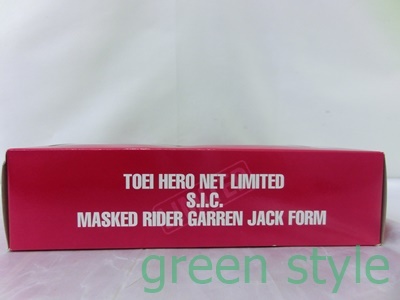 TOEI HERO NET LIMITED
S.I.C.
MASKED RIDER GARREN JACK FORM
green style